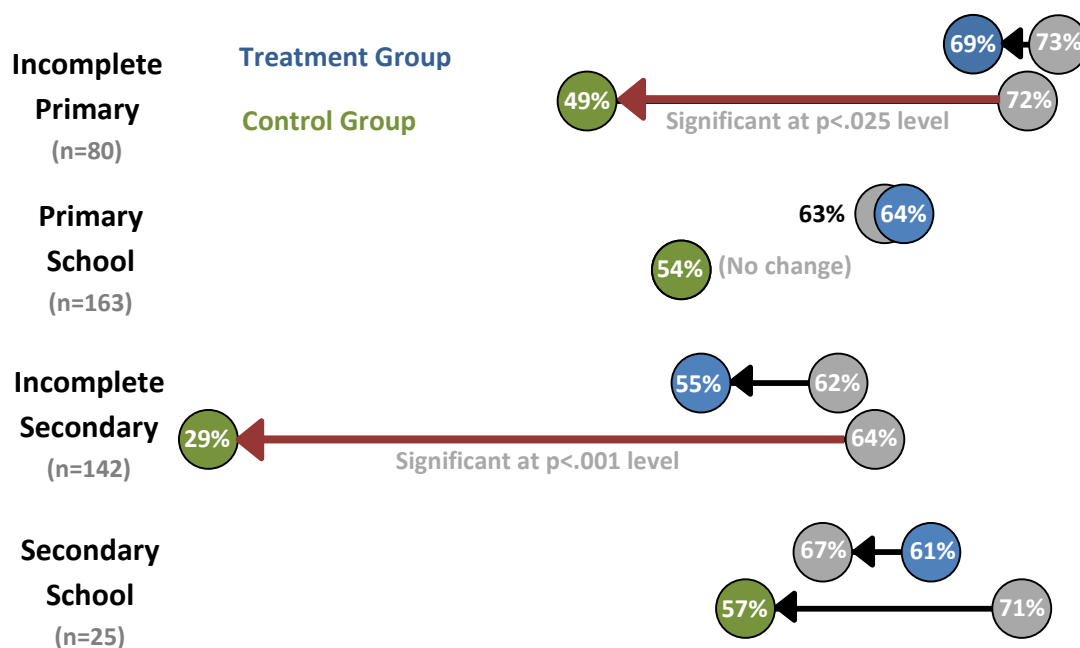 Incomplete
Primary
(n=80)
Treatment Group
Control Group
69%
73%
49%
72%
Significant at p<.025 level
Primary
School
(n=163)
63%
64%
54%
(No change)
Incomplete
Secondary
(n=142)
55%
62%
29%
64%
Significant at p<.001 level
Secondary
School
(n=25)
67%
61%
57%
71%